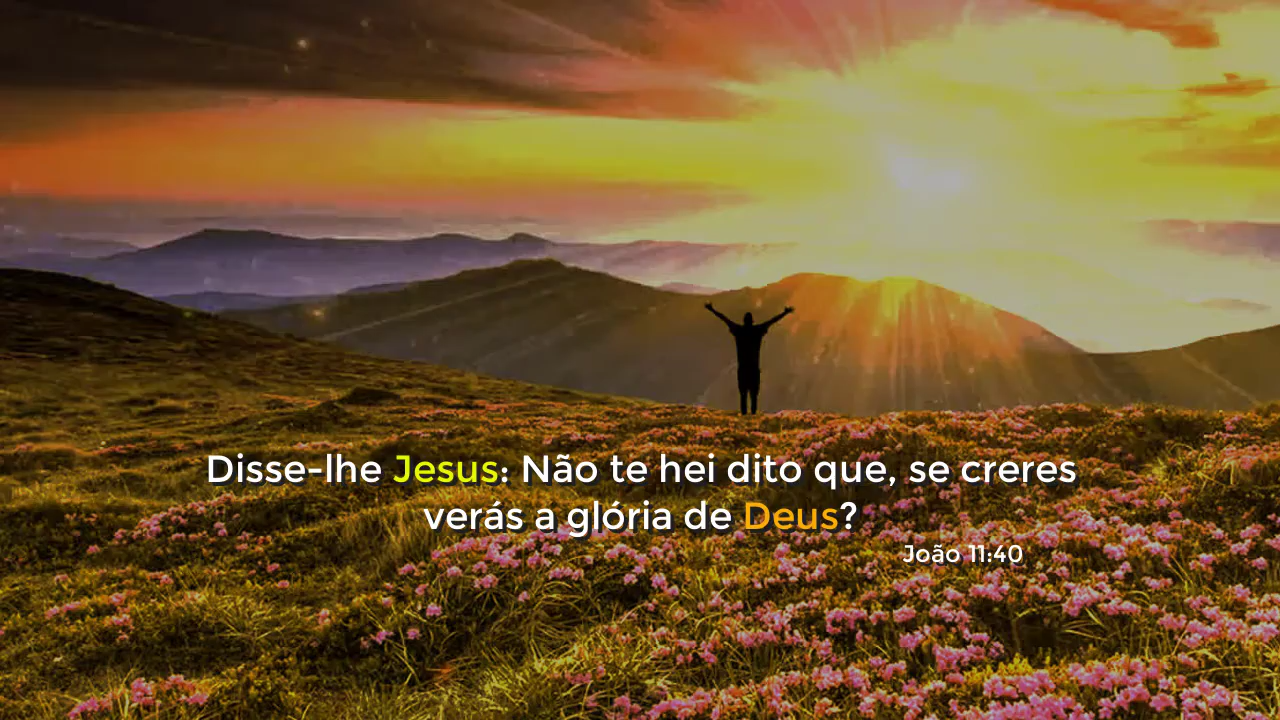 Disse-lhe Jesus: Não te hei dito que, se creres
verás a glória de Deus?
João 11:40